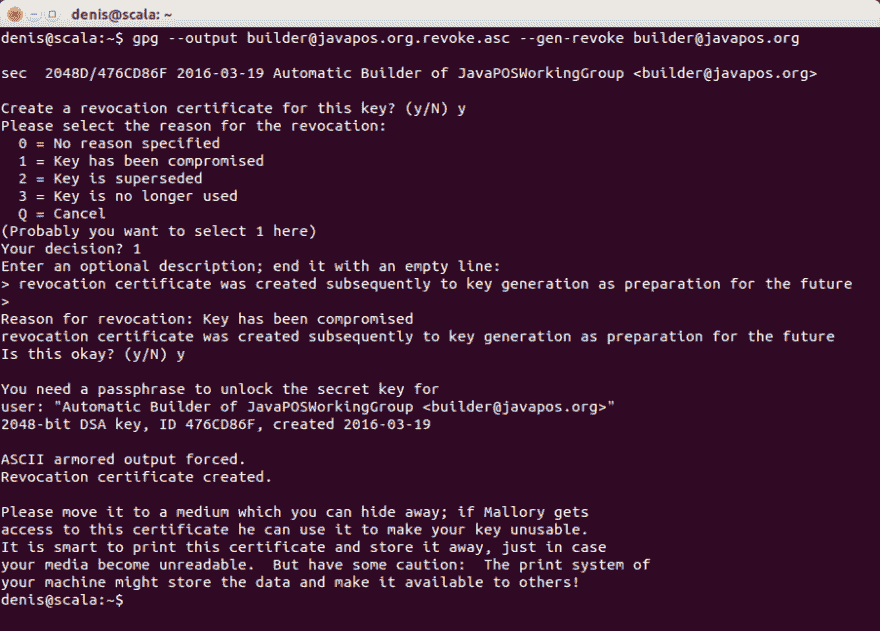 denis@scala: ~
denis@scala:~$ gpg --output builder@javapos.org.revoke.asc --gen-revoke builder@javapos.org
sec  2048D/476CD86F 2016-03-19 Automatic Builder of JavaPOSWorkingGroup <builder@javapos.org>
Create a revocation certificate for this key? (y/N) y
Please select the reason for the revocation:
  0 = No reason specified
  1 = Key has been compromised
  2 = Key is superseded
  3 = Key is no longer used
  Q = Cancel
(Probably you want to select 1 here)
Your decision? 1
Enter an optional description; end it with an empty line:
> revocation certificate was created subsequently to key generation as preparation for the future
>
Reason for revocation: Key has been compromised
revocation certificate was created subsequently to key generation as preparation for the future
Is this okay? (y/N) y
You need a passphrase to unlock the secret key for
user: "Automatic Builder of JavaPOSWorkingGroup <builder@javapos.org>"
2048-bit DSA key, ID 476CD86F, created 2016-03-19
ASCII armored output forced.
Revocation certificate created.
Please move it to a medium which you can hide away; if Mallory gets
access to this certificate he can use it to make your key unusable.
It is smart to print this certificate and store it away, just in case
your media become unreadable.  But have some caution:  The print system of
your machine might store the data and make it available to others!
denis@scala:~$